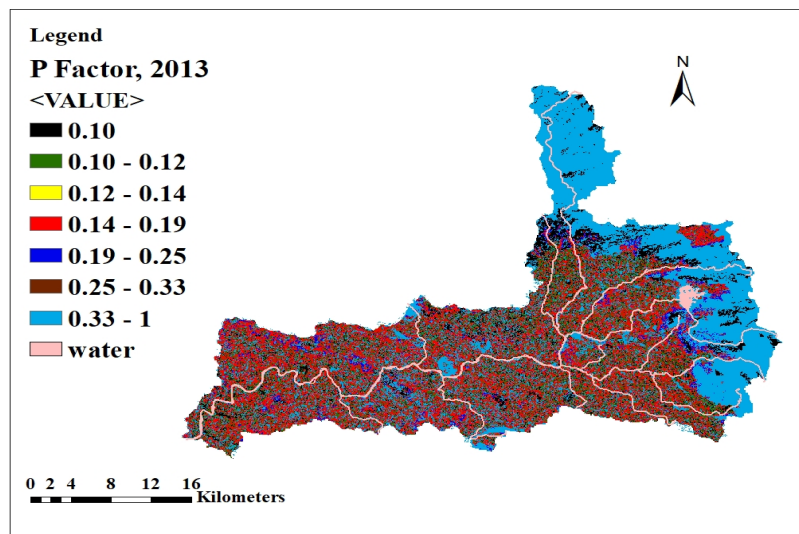 Legend
P Factor, 2013
<VALUE>
0.10
0.10 - 0.12
0.12 - 0.14
0.14 - 0.19
0.19 - 0.25
0.25 - 0.33
0.33 - 1
water
N
0 2 4 8 12 16
Kilometers